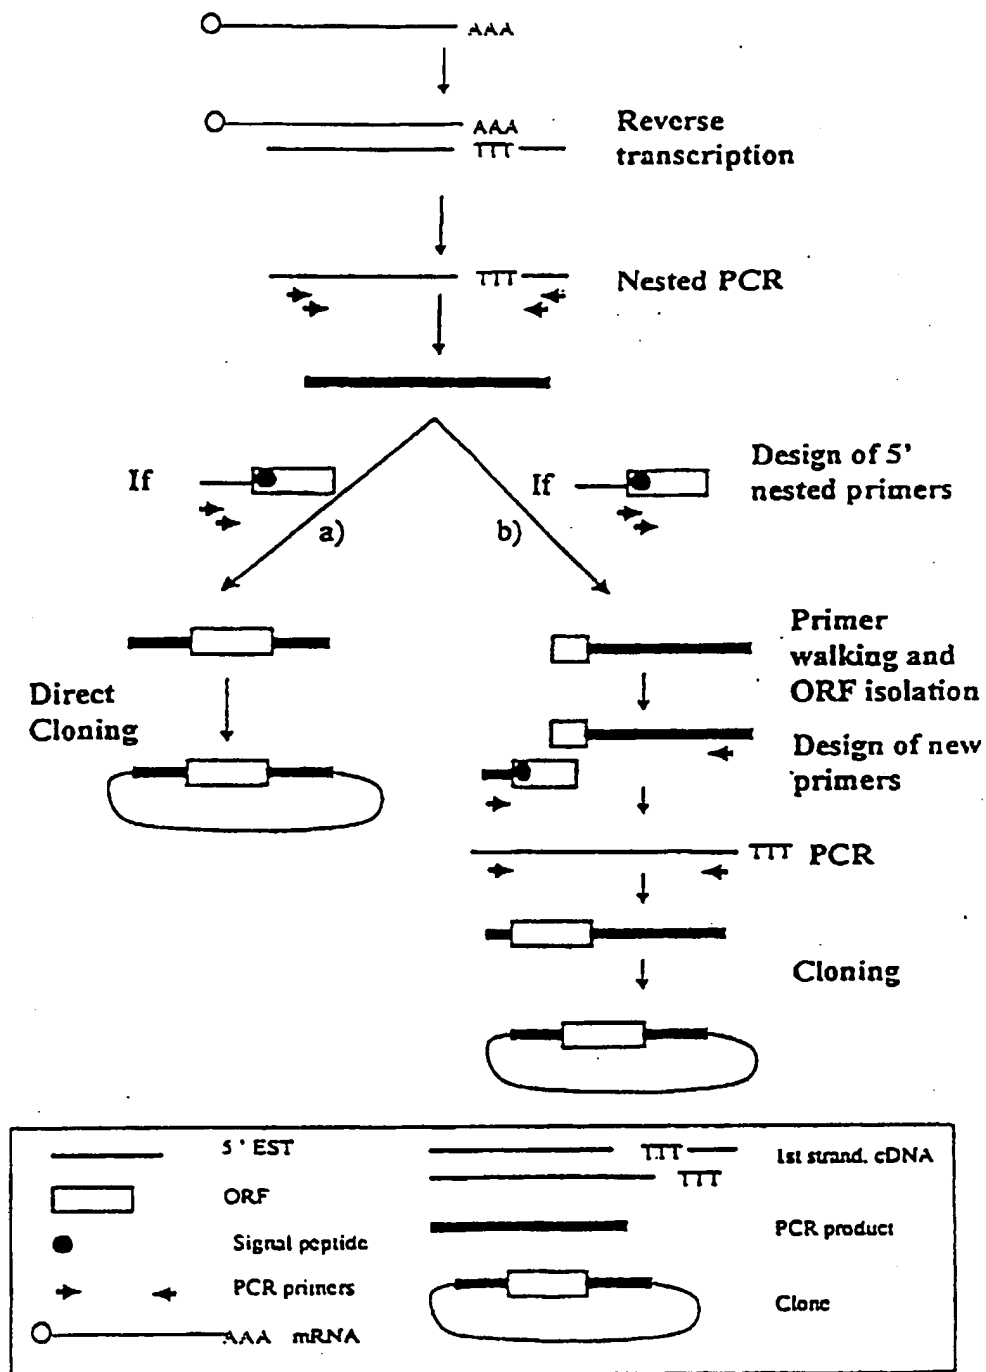 AAA
AAA
TTT
Reverse
transcription
TTT
Nested PCR
If
a)
If
b)
Design of 5'
nested primers
Direct
Cloning
Primer
walking and
ORF isolation
Design of new
primers
TTT PCR
Cloning
5' EST
ORF
Signal peptide
PCR primers
AAA mRNA
TTT
TTT
1st strand. cDNA
PCR product
Clone